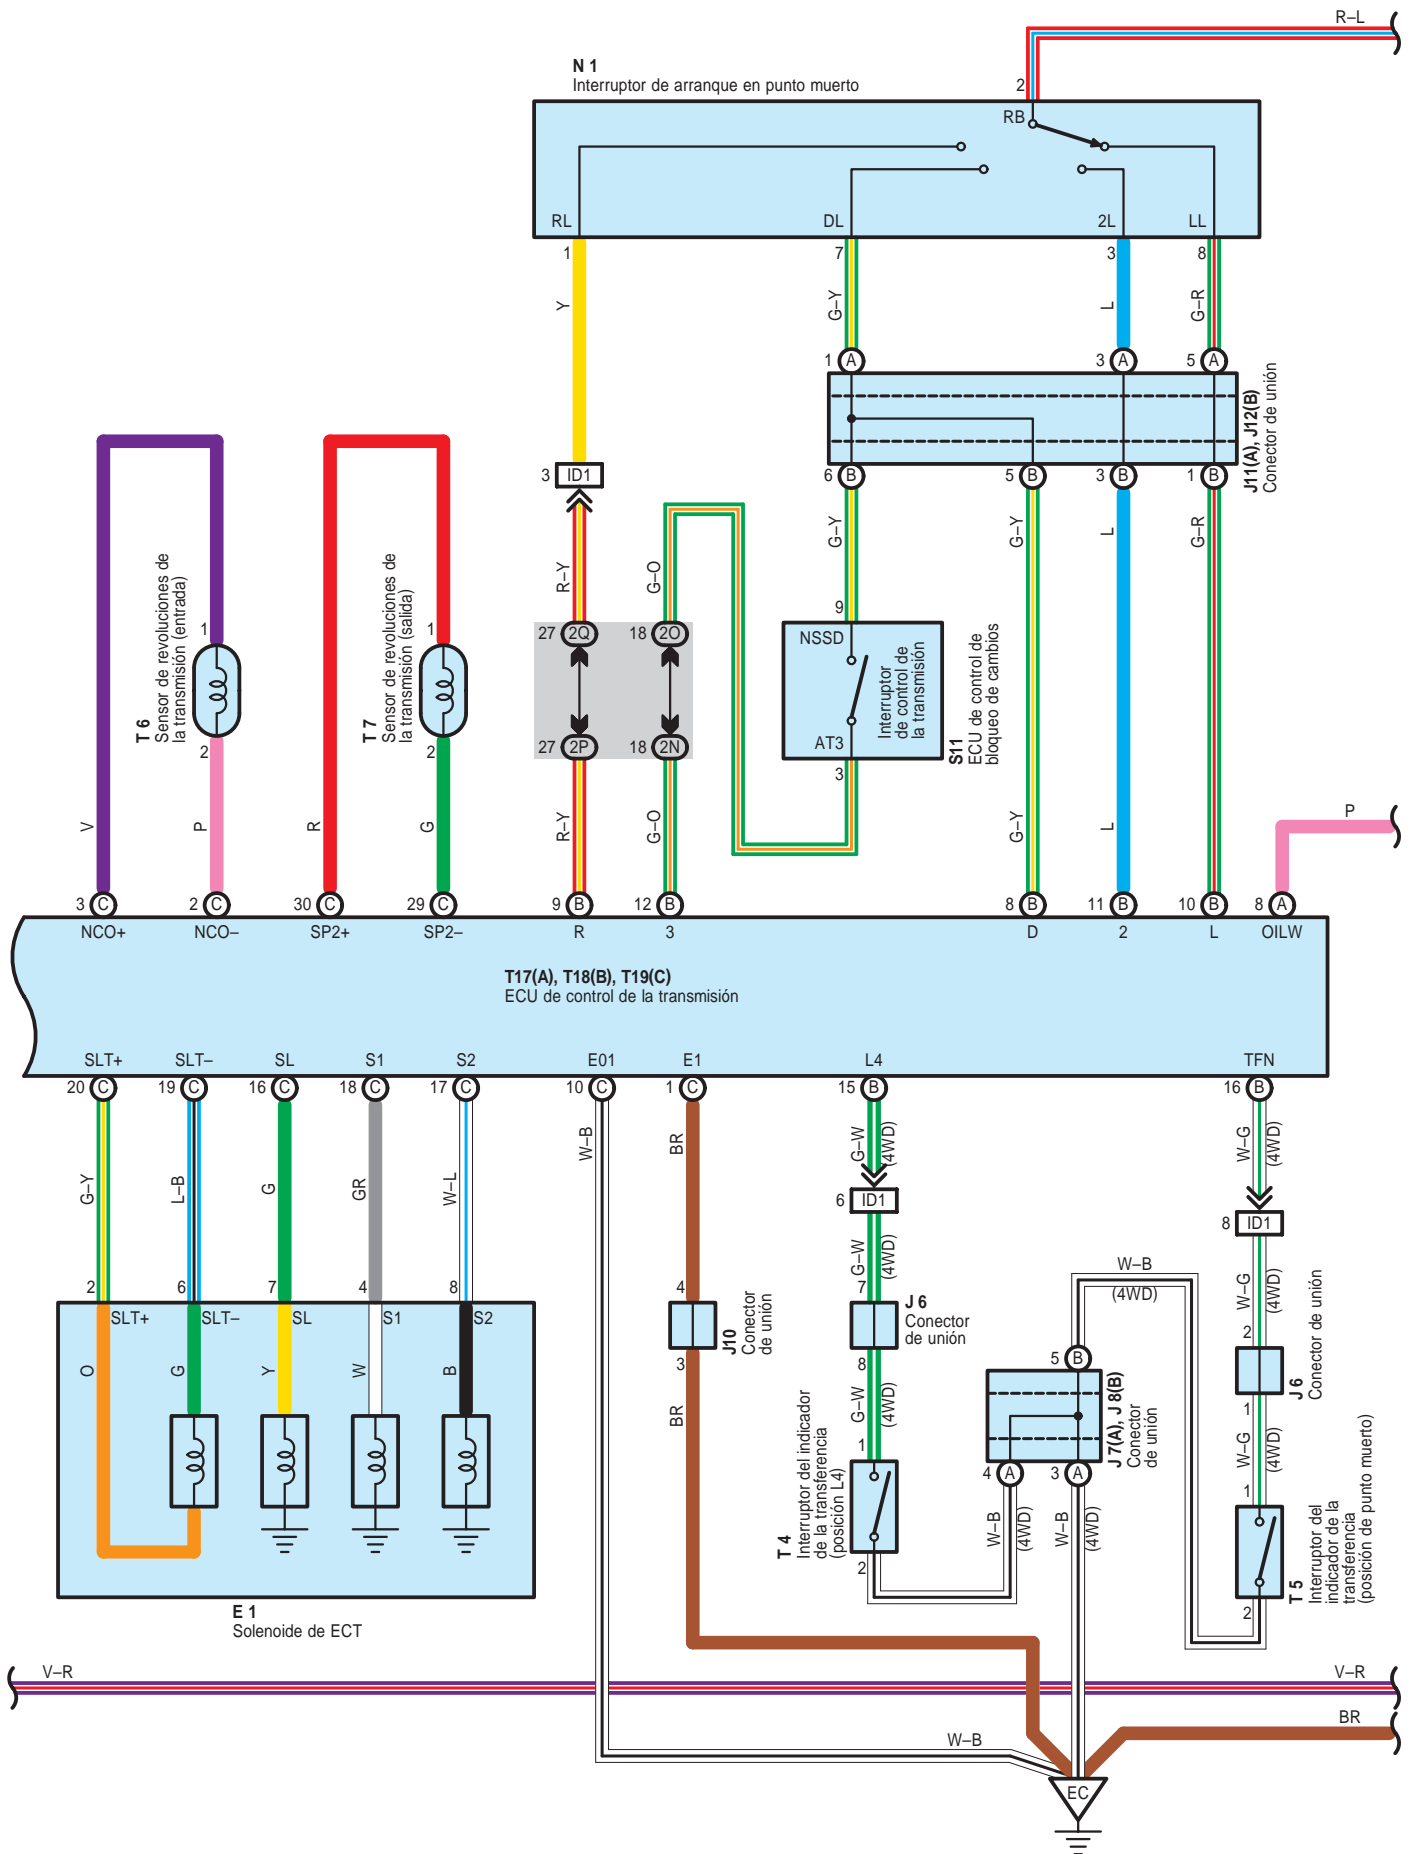 R–L
N 1
Interruptor de arranque en punto muerto
2
RB
RL
DL
2L
LL
1
7
3
8
Y
G–Y
L
G–R
1 A
3 A
5 A
J11(A), J12(B)
Conector de unión
6 B
5 B
3 B
1 B
3 ID1
R–Y
G–O
G–Y
G–Y
L
G–R
T 6
Sensor de revoluciones de
la transmisión (entrada)
1
2
T 7
Sensor de revoluciones de
la transmisión (salida)
1
2
27 2Q
18 2O
27 2P
18 2N
9
NSSD
AT3
3
Interruptor
de control de
la transmisión
S11
ECU de control de
bloqueo de cambios
V
P
R
G
R–Y
G–O
G–Y
L
P
3 C
2 C
30 C
29 C
9 B
12 B
8 B
11 B
10 B
8 A
NCO+
NCO–
SP2+
SP2–
R
3
D
2
L
OILW
T17(A), T18(B), T19(C)
ECU de control de la transmisión
SLT+
SLT–
SL
S1
S2
E01
E1
L4
TFN
20 C
19 C
16 C
18 C
17 C
10 C
1 C
15 B
16 B
G–Y
L–B
G
GR
W–L
W–B
BR
G–W
(4WD)
W–G
(4WD)
6 ID1
8 ID1
G–W
(4WD)
W–B
(4WD)
W–G
(4WD)
2
6
7
4
8
4
7
2
SLT+
SLT–
SL
S1
S2
J10
Conector
de unión
J 6
Conector
de unión
J 6
Conector de unión
3
8
5 B
1
O
G
Y
W
B
BR
G–W
(4WD)
J 7(A), J 8(B)
Conector
de unión
W–G
(4WD)
4 A
3 A
T 4
Interruptor del indicador
de la transferencia
(posición L4)
1
2
W–B
(4WD)
W–B
(4WD)
1
2
T 5
Interruptor del
indicador de la
transferencia
(posición de punto muerto)
E 1
Solenoide de ECT
V–R
V–R
BR
W–B
EC